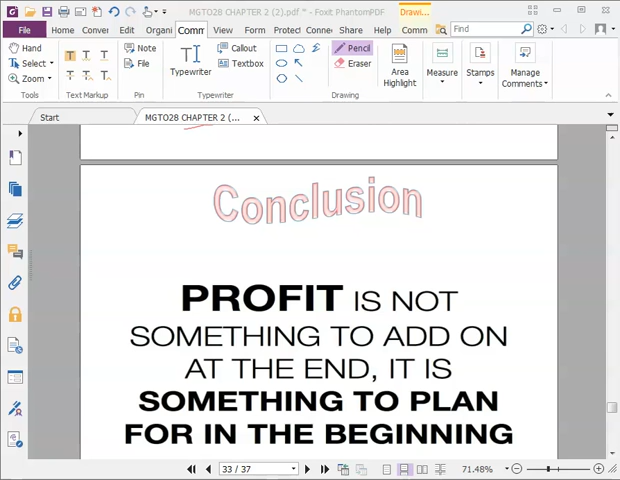 MGTO28 CHAPTER 2 (2).pdf * - Foxit PhantomPDF
Drawi...
File Home Conver Edit Organi Comm View Form Protec Share Help Comm Find
Hand
Select
Zoom
Tools
Text Markup
Note
File
Pin
Typewriter
Callout
Textbox
Typewriter
Pencil
Eraser
Drawing
Area
Highlight
Measure
Stamps
Manage
Comments
Start MGTO28 CHAPTER 2 (...
Conclusion
PROFIT IS NOT
SOMETHING TO ADD ON
AT THE END, IT IS
SOMETHING TO PLAN
FOR IN THE BEGINNING
33 / 37 71.48%